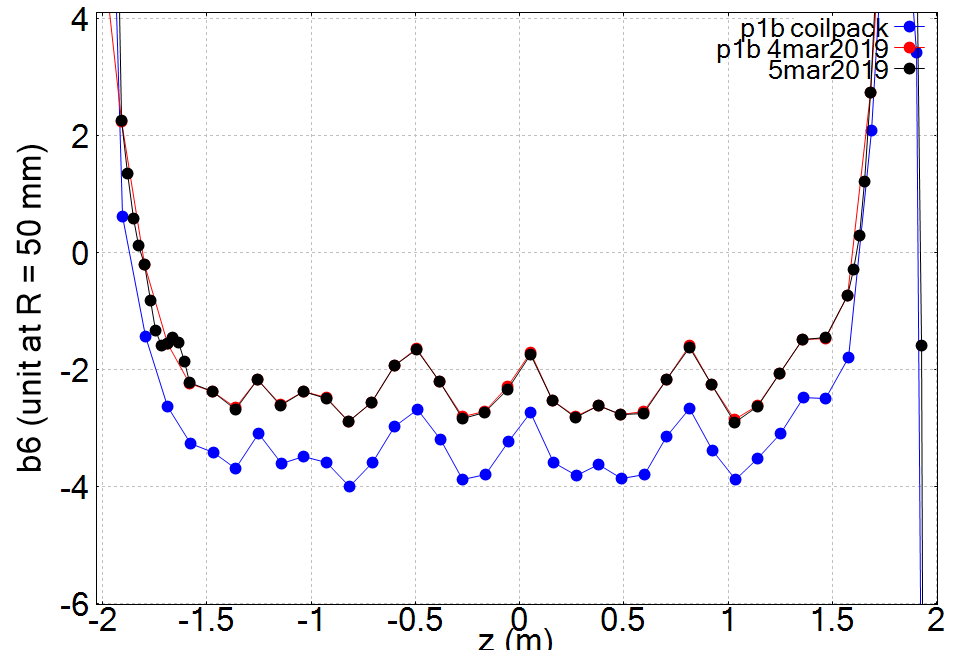 p1b coilpack
p1b 4mar2019
5mar2019
4
2
0
-2
-4
-6
b6 (unit at R = 50 mm)
-2 -1.5 -1 -0.5 0 0.5 1 1.5 2
z (m)